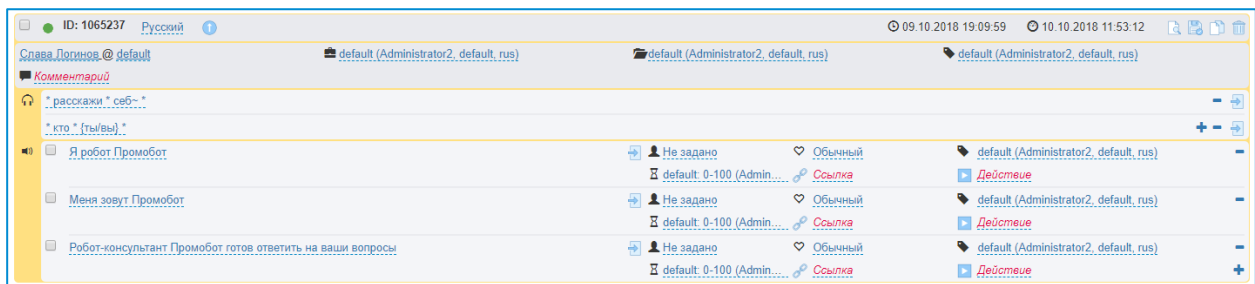 ID: 1065237 Русский 09.10.2018 19:09:59 10.10.2018 11:53:12
Слава Логинов @ default default (Administrator2, default, rus) default (Administrator2, default, rus) default (Administrator2, default, rus)
Комментарий
* расскажи * себ~ *
* кто * {ты/вы} *
Я робот Промобот Не задано Обычный default (Administrator2, default, rus)
default: 0-100 (Admin... Ссылка Действие
Меня зовут Промобот Не задано Обычный default (Administrator2, default, rus)
default: 0-100 (Admin... Ссылка Действие
Робот-консультант Промобот готов ответить на ваши вопросы Не задано Обычный default (Administrator2, default, rus)
default: 0-100 (Admin... Ссылка Действие